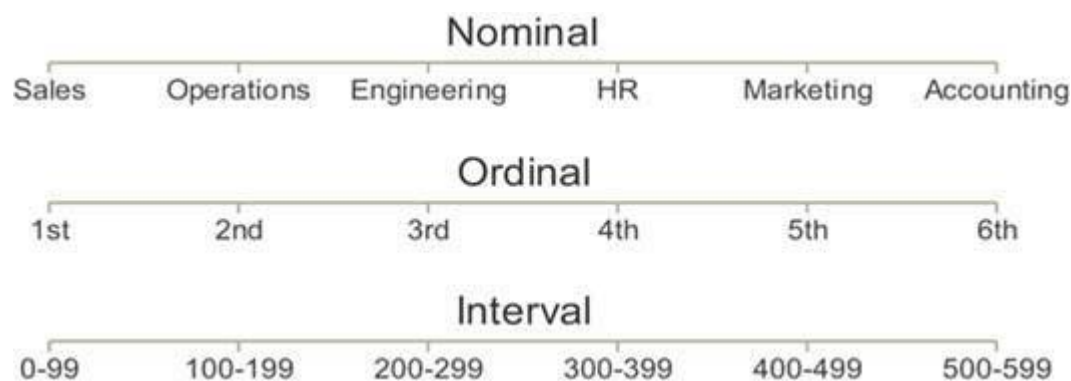 Nominal
Sales Operations Engineering HR Marketing Accounting
Ordinal
1st 2nd 3rd 4th 5th 6th
Interval
0-99 100-199 200-299 300-399 400-499 500-599